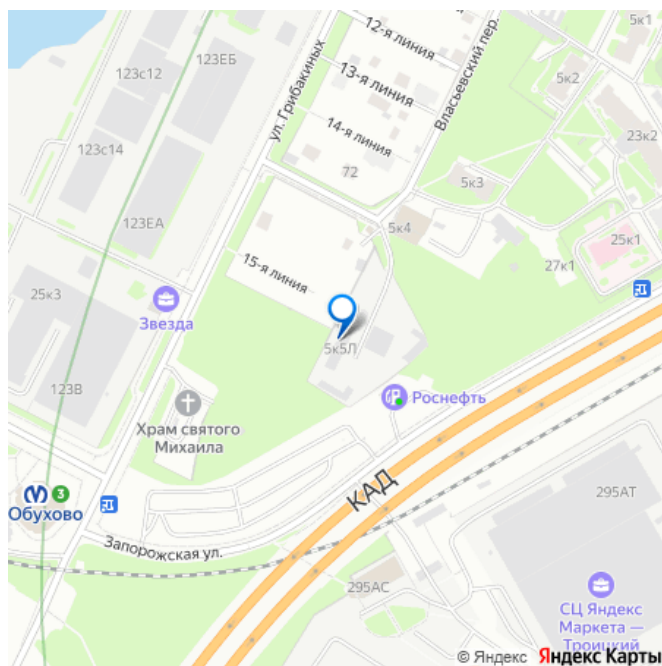 12-я линия
5к1
123с12
123ЕБ
5к2
13-я линия
ул. Грибакиных
Власьевский пер.
14-я линия
23к2
123с14
72
5к3
123ЕА
5к4
25к1
15-я линия
27к1
25к3
Звезда
5к5Л
123В
Роснефть
Храм святого
Михаила
КАД
295АТ
3
Обухово
Запорожская ул.
295АС
СЦ Яндекс
Маркета —
Троицкий
© Яндекс Яндекс Карты